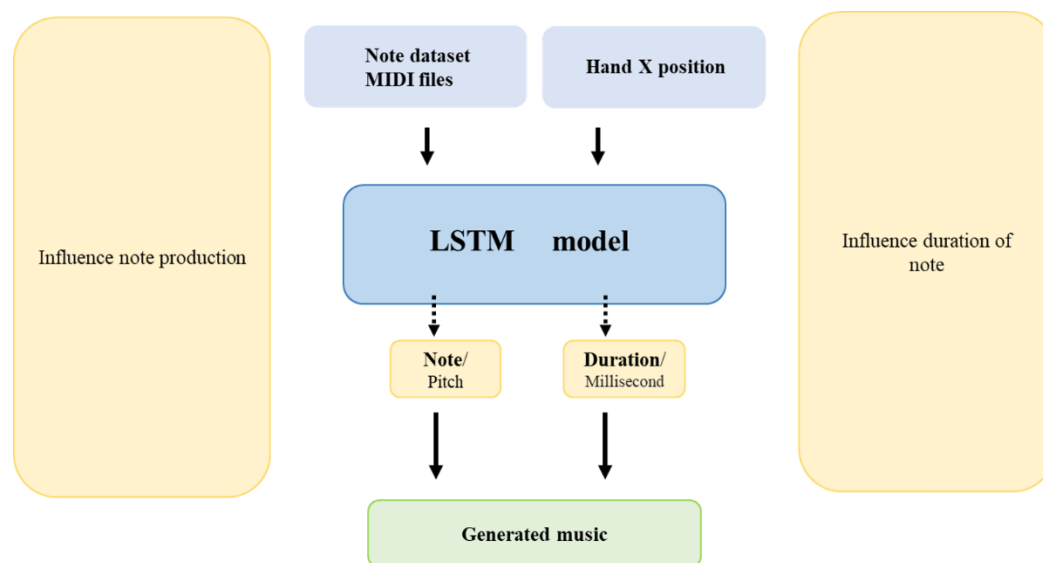 Note dataset
MIDI files
Hand X position
LSTM model
Influence note production
Influence duration of
note
Note/
Pitch
Duration/
Millisecond
Generated music